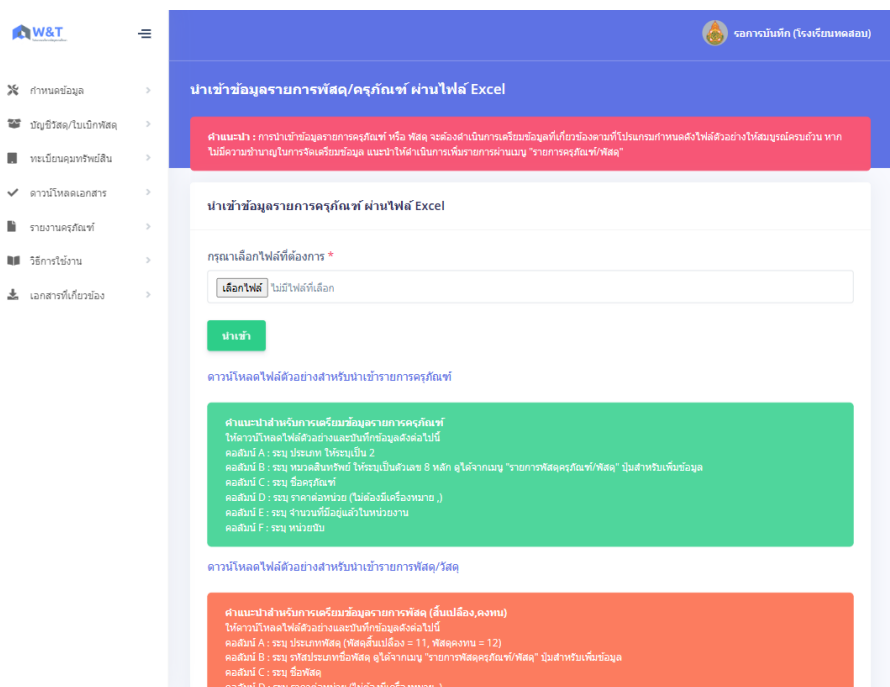 W&T
รอการบันทึก (โรงเรียนทดสอบ)
กำหนดข้อมูล
บัญชีวัสดุ/ใบเบิกพัสดุ
ทะเบียนคุมทรัพย์สิน
ดาวน์โหลดเอกสาร
รายงานครุภัณฑ์
วิธีการใช้งาน
เอกสารที่เกี่ยวข้อง
นำเข้าข้อมูลรายการพัสดุ/ครุภัณฑ์ ผ่านไฟล์ Excel
คำแนะนำ : การนำเข้าข้อมูลรายการครุภัณฑ์ หรือ พัสดุ จะต้องดำเนินการเตรียมข้อมูลที่เกี่ยวข้องตามที่โปรแกรมกำหนดดังไฟล์ตัวอย่างให้สมบูรณ์ครบถ้วน หาก
ไม่มีความชำนาญในการจัดเตรียมข้อมูล แนะนำให้ดำเนินการเพิ่มรายการผ่านเมนู "รายการครุภัณฑ์/พัสดุ"
นำเข้าข้อมูลรายการครุภัณฑ์ ผ่านไฟล์ Excel
กรุณาเลือกไฟล์ที่ต้องการ *
เลือกไฟล์ ไม่มีไฟล์ที่เลือก
นำเข้า
ดาวน์โหลดไฟล์ตัวอย่างสำหรับนำเข้ารายการครุภัณฑ์
คำแนะนำสำหรับการเตรียมข้อมูลรายการครุภัณฑ์
ให้ดาวน์โหลดไฟล์ตัวอย่างและบันทึกข้อมูลดังต่อไปนี้
คอลัมน์ A : ระบุ ประเภท ให้ระบุเป็น 2
คอลัมน์ B : ระบุ หมวดสินทรัพย์ ให้ระบุเป็นตัวเลข 8 หลัก ดูได้จากเมนู "รายการพัสดุครุภัณฑ์/พัสดุ" ปุ่มสำหรับเพิ่มข้อมูล
คอลัมน์ C : ระบุ ชื่อครุภัณฑ์
คอลัมน์ D : ระบุ ราคาต่อหน่วย (ไม่ต้องมีเครื่องหมาย ,)
คอลัมน์ E : ระบุ จำนวนที่มีอยู่แล้วในหน่วยงาน
คอลัมน์ F : ระบุ หน่วยนับ
ดาวน์โหลดไฟล์ตัวอย่างสำหรับนำเข้ารายการพัสดุ/วัสดุ
คำแนะนำสำหรับการเตรียมข้อมูลรายการพัสดุ (สิ้นเปลือง,คงทน)
ให้ดาวน์โหลดไฟล์ตัวอย่างและบันทึกข้อมูลดังต่อไปนี้
คอลัมน์ A : ระบุ ประเภทพัสดุ (พัสดุสิ้นเปลือง = 11, พัสดุคงทน = 12)
คอลัมน์ B : ระบุ รหัสประเภทชื่อพัสดุ ดูได้จากเมนู "รายการพัสดุครุภัณฑ์/พัสดุ" ปุ่มสำหรับเพิ่มข้อมูล
คอลัมน์ C : ระบุ ชื่อพัสดุ
คอลัมน์ D : ระบุ ราคาต่อหน่วย (ไม่ต้องมีเครื่องหมาย ,)